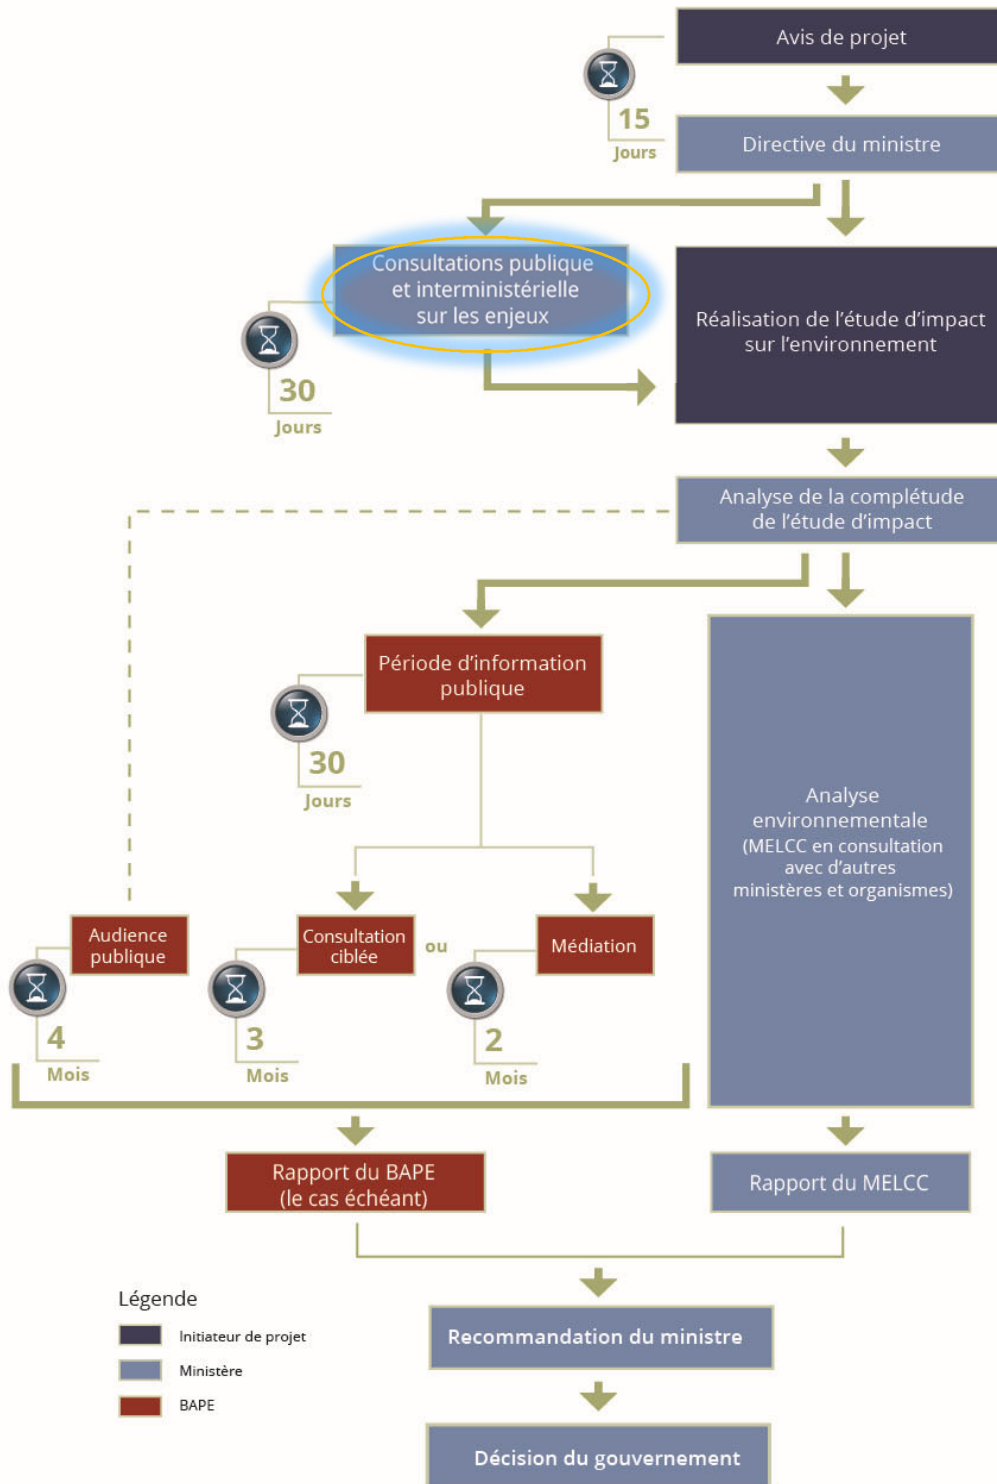 Avis de projet
15
Jours
Directive du ministre
Consultations publique
et interministérielle
sur les enjeux
30
Jours
Réalisation de l'étude d'impact
sur l'environnement
Analyse de la complétude
de l'étude d'impact
Période d'information
publique
30
Jours
Analyse
environnementale
(MELCC en consultation
avec d'autres
ministères et organismes)
Audience
publique
4
Mois
Consultation
ciblée
3
Mois
ou
Médiation
2
Mois
Rapport du BAPE
(le cas échéant)
Rapport du MELCC
Légende
Initiateur de projet
Ministère
BAPE
Recommandation du ministre
Décision du gouvernement